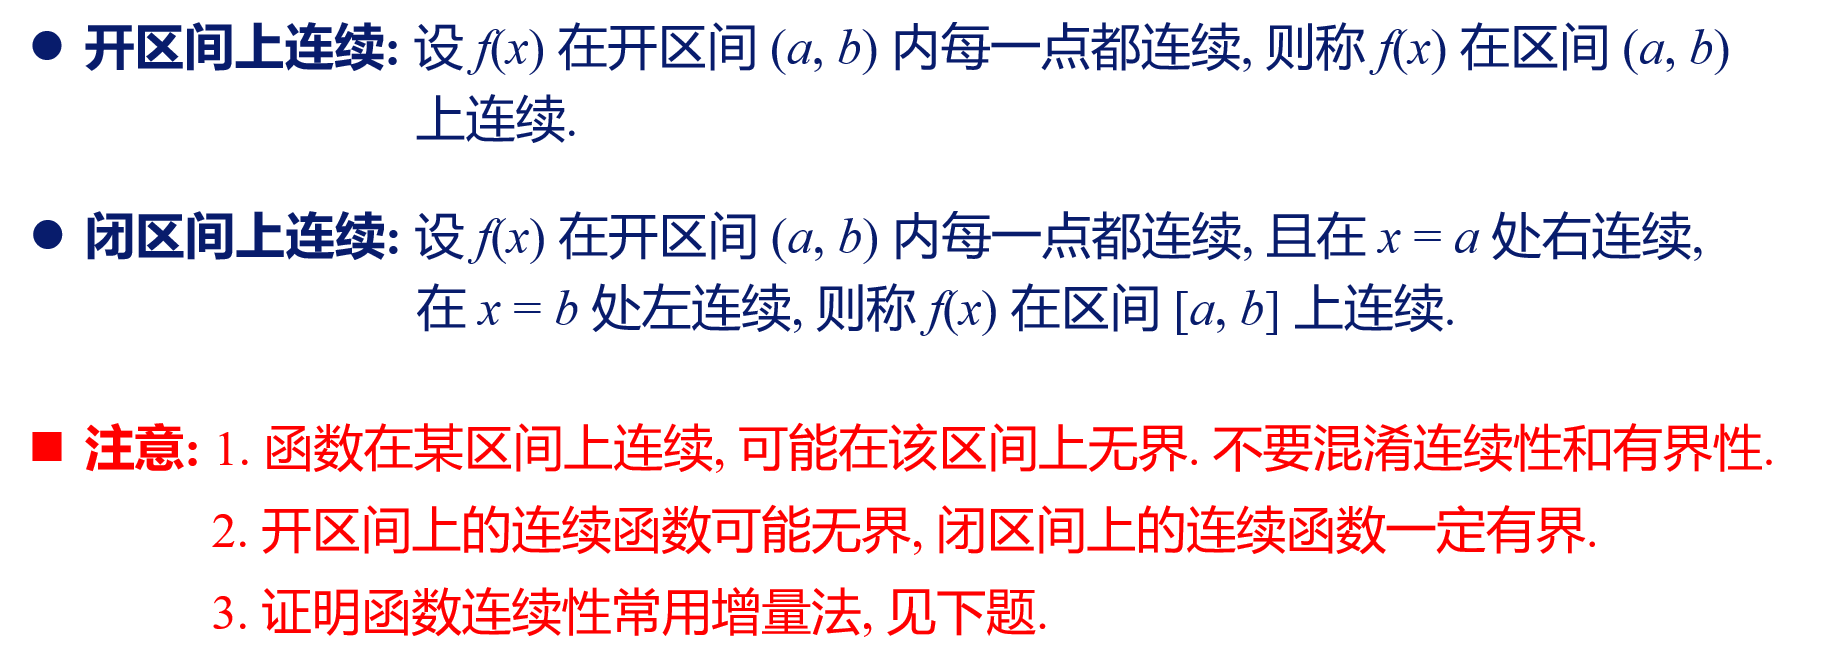 ● 开区间上连续: 设 f(x) 在开区间 (a, b) 内每一点都连续, 则称 f(x) 在区间 (a, b)
上连续.
● 闭区间上连续: 设 f(x) 在开区间 (a, b) 内每一点都连续, 且在 x = a 处右连续,
在 x = b 处左连续, 则称 f(x) 在区间 [a, b] 上连续.
■ 注意: 1. 函数在某区间上连续, 可能在该区间上无界. 不要混淆连续性和有界性.
2. 开区间上的连续函数可能无界, 闭区间上的连续函数一定有界.
3. 证明函数连续性常用增量法, 见下题.